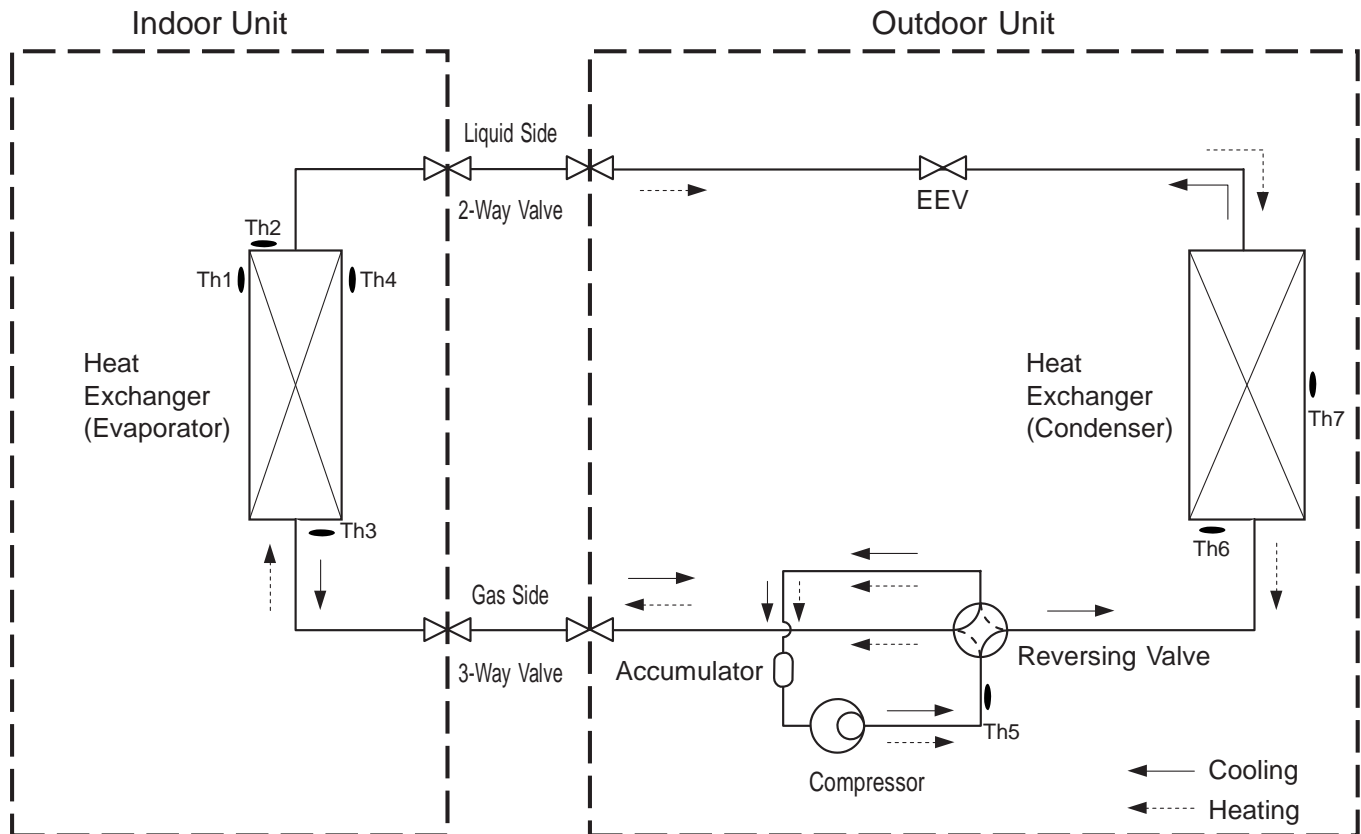 Indoor Unit
Outdoor Unit
Liquid Side
2-Way Valve
EEV
Th2
Th1
Th4
Heat
Exchanger
(Evaporator)
Heat
Exchanger
(Condenser)
Th7
Th3
Th6
Gas Side
3-Way Valve
Accumulator
Reversing Valve
Th5
Compressor
Cooling
Heating